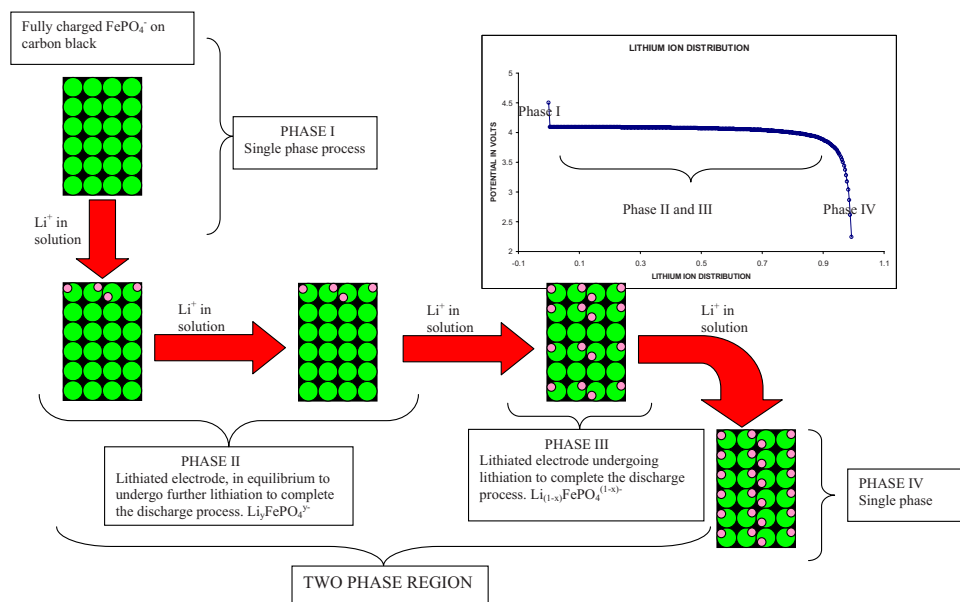 Fully charged FePO₄⁻ on
carbon black
PHASE I
Single phase process
Li⁺ in
solution
LITHIUM ION DISTRIBUTION
POTENTIAL IN VOLTS
5
4.5
4
3.5
3
2.5
2
-0.1 0.1 0.3 0.5 0.7 0.9 1.1
LITHIUM ION DISTRIBUTION
Phase I
Phase II and III
Phase IV
Li⁺ in
solution
Li⁺ in
solution
Li⁺ in
solution
PHASE II
Lithiated electrode, in equilibrium to
undergo further lithiation to complete
the discharge process. LiyFePO₄ʸ⁻
PHASE III
Lithiated electrode undergoing
lithiation to complete the discharge
process. Li₍₁₋ₓ₎FePO₄⁽¹⁻ˣ⁾⁻
PHASE IV
Single phase
TWO PHASE REGION